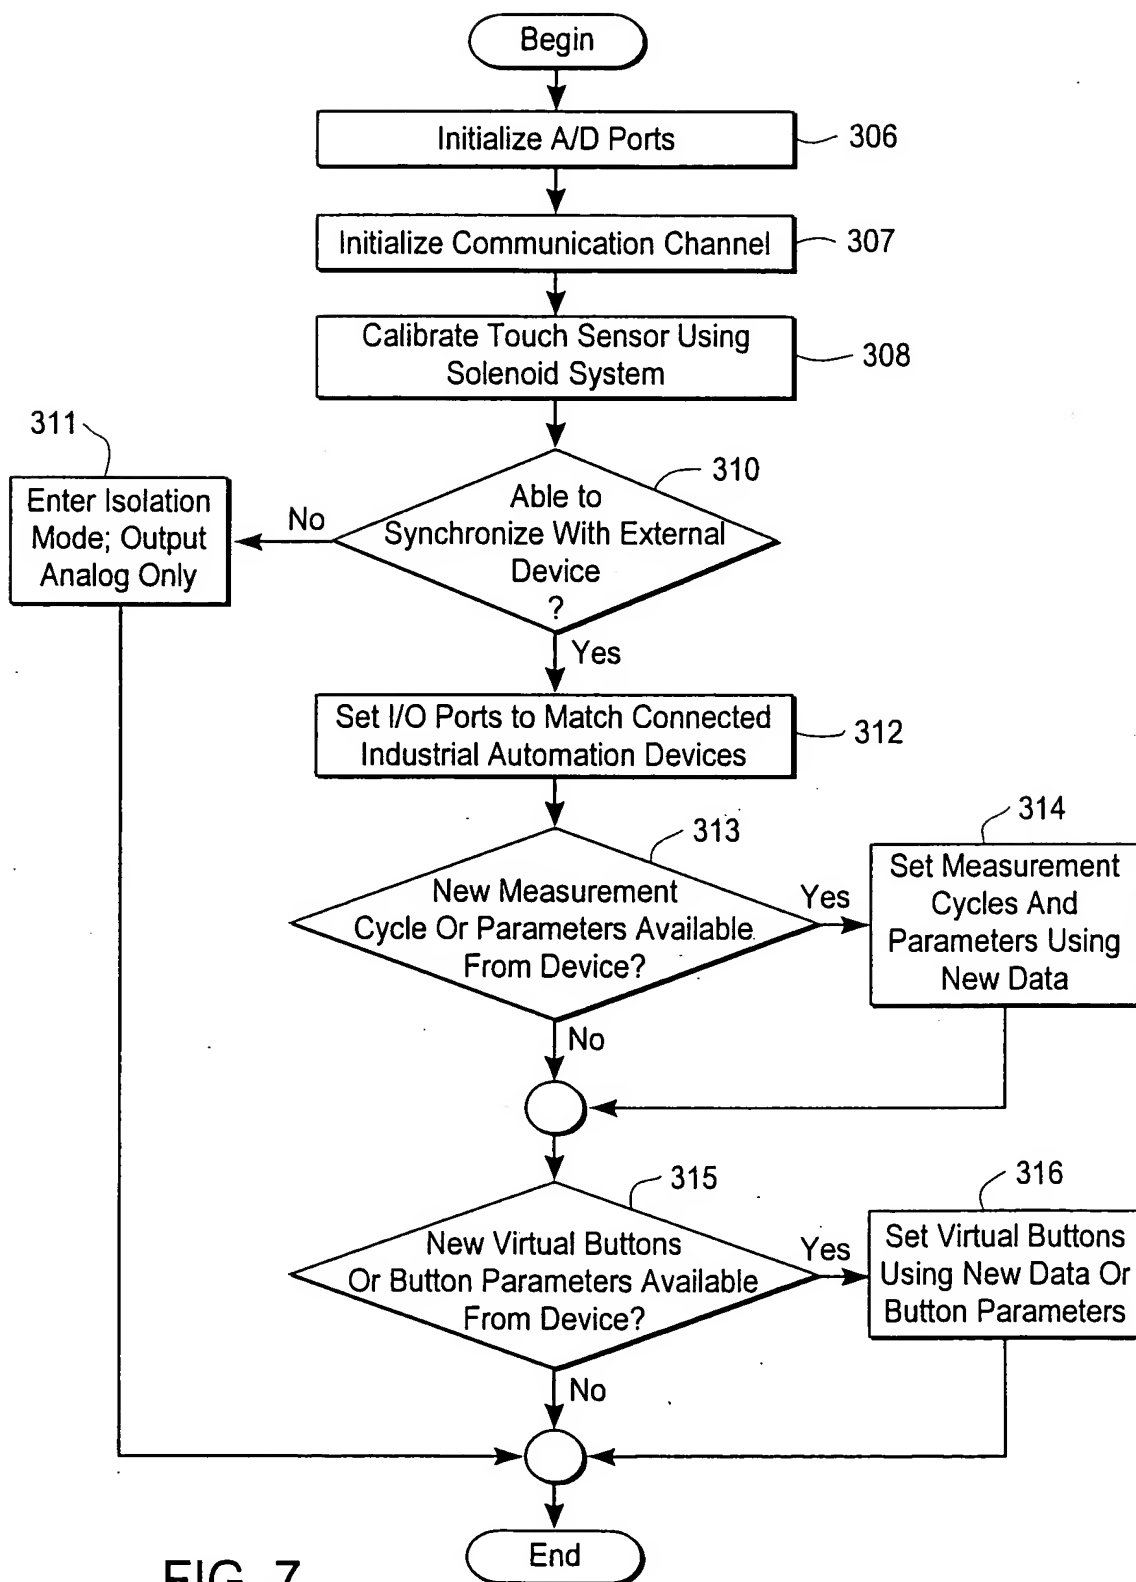 Begin
Initialize A/D Ports
306
Initialize Communication Channel
307
Calibrate Touch Sensor Using
Solenoid System
308
311
Enter Isolation
Mode; Output
Analog Only
No
310
Able to
Synchronize With External
Device
?
Yes
Set I/O Ports to Match Connected
Industrial Automation Devices
312
313
New Measurement
Cycle Or Parameters Available
From Device?
Yes
314
Set Measurement
Cycles And
Parameters Using
New Data
No
315
New Virtual Buttons
Or Button Parameters Available
From Device?
Yes
316
Set Virtual Buttons
Using New Data Or
Button Parameters
No
End
FIG. 7